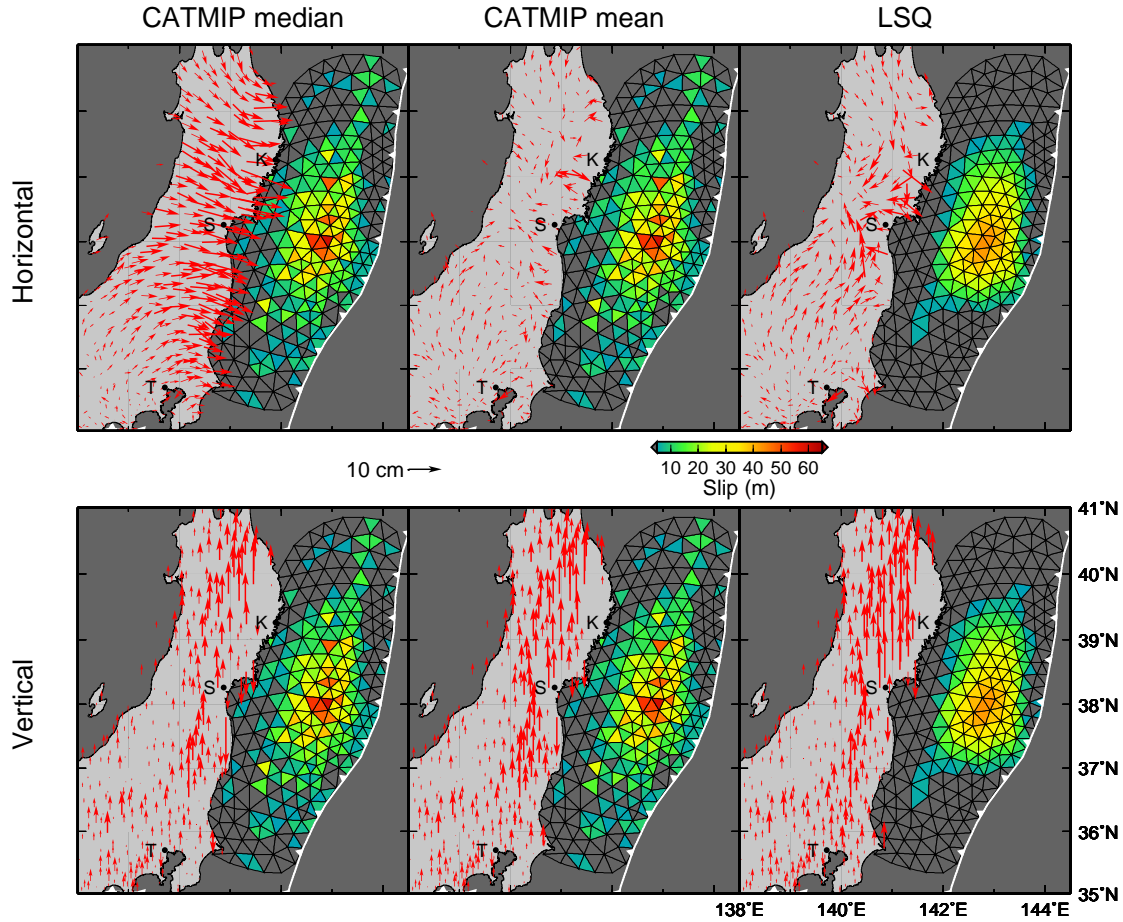 CATMIP median CATMIP mean LSQ
Horizontal
K K K
S S S
T T T
10 cm
10 20 30 40 50 60
Slip (m)
Vertical
K K K
S S S
T T T
41°N
40°N
39°N
38°N
37°N
36°N
35°N
138°E 140°E 142°E 144°E